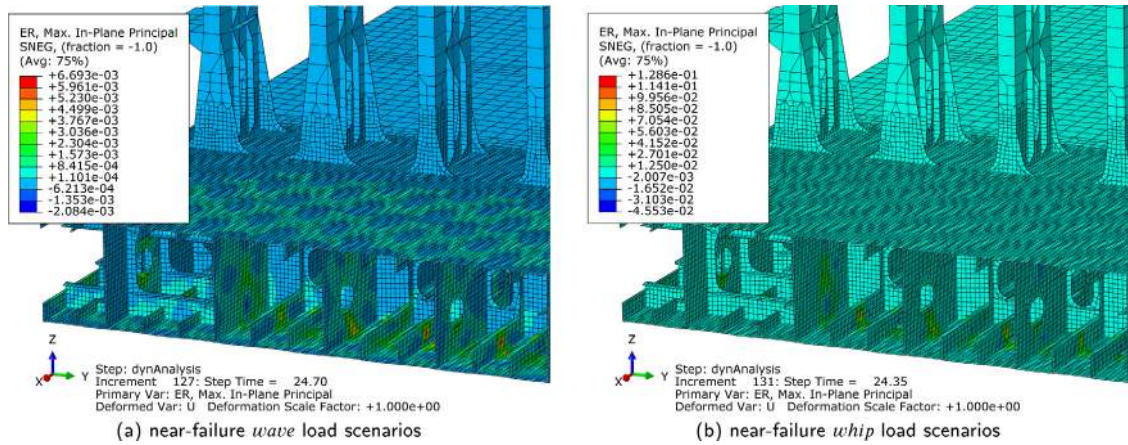 ER, Max. In-Plane Principal
SNEG, (fraction = -1.0)
(Avg: 75%)
+6.693e-03
+5.961e-03
+5.230e-03
+4.499e-03
+3.767e-03
+3.036e-03
+2.304e-03
+1.573e-03
+8.415e-04
+1.101e-04
-6.213e-04
-1.353e-03
-2.084e-03
Z
X
Y
Step: dynAnalysis
Increment 127: Step Time = 24.70
Primary Var: ER, Max. In-Plane Principal
Deformed Var: U Deformation Scale Factor: +1.000e+00
(a) near-failure wave load scenarios
ER, Max. In-Plane Principal
SNEG, (fraction = -1.0)
(Avg: 75%)
+1.286e-01
+1.141e-01
+9.956e-02
+8.505e-02
+7.054e-02
+5.603e-02
+4.152e-02
+2.701e-02
+1.250e-02
-2.007e-03
-1.652e-02
-3.103e-02
-4.553e-02
Z
X
Y
Step: dynAnalysis
Increment 131: Step Time = 24.35
Primary Var: ER, Max. In-Plane Principal
Deformed Var: U Deformation Scale Factor: +1.000e+00
(b) near-failure whip load scenarios